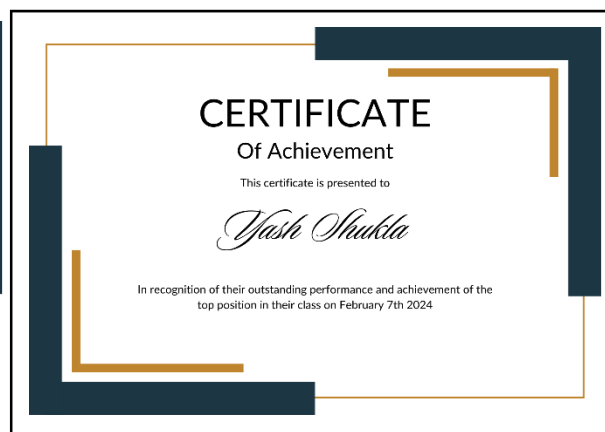 CERTIFICATE
Of Achievement
This certificate is presented to
Yash Shukla
In recognition of their outstanding performance and achievement of the
top position in their class on February 7th 2024